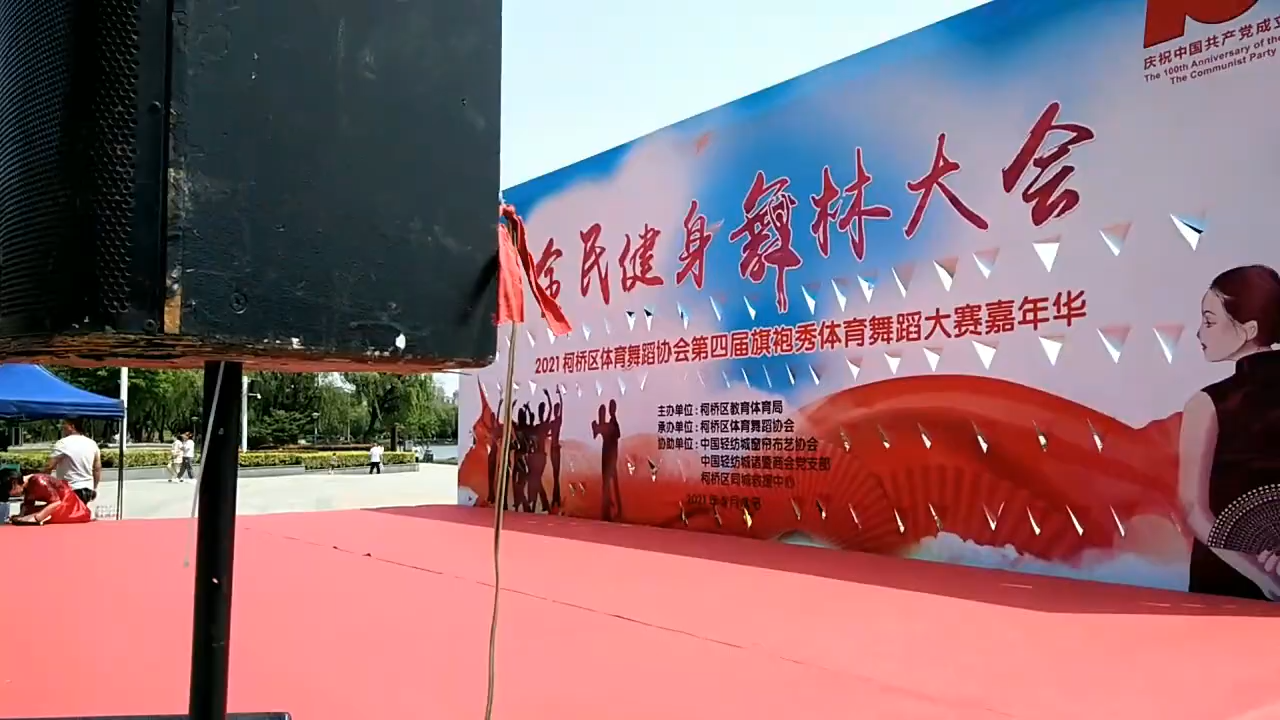 庆祝中国共产党成立
The 100th Anniversary of the
The Communist Party
全民健身舞林大会
2021柯桥区体育舞蹈协会第四届旗袍秀体育舞蹈大赛嘉年华
主办单位：柯桥区教育体育局
承办单位：柯桥区体育舞蹈协会
协助单位：中国轻纺城窗帘布艺协会
中国轻纺城诸暨商会党支部
柯桥区同城救援中心